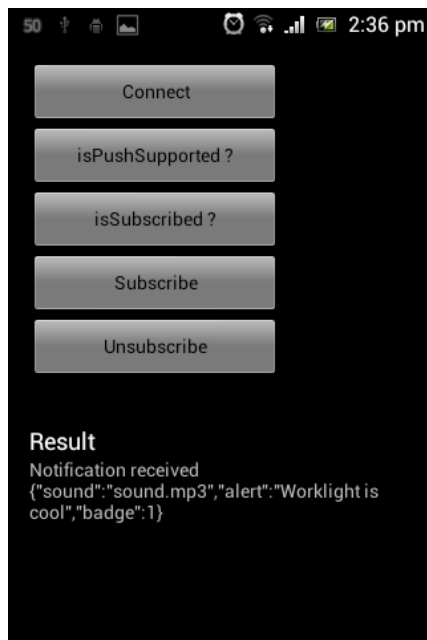 50 2:36 pm
Connect
isPushSupported ?
isSubscribed ?
Subscribe
Unsubscribe
Result
Notification received
{"sound":"sound.mp3","alert":"Worklight is
cool","badge":1}